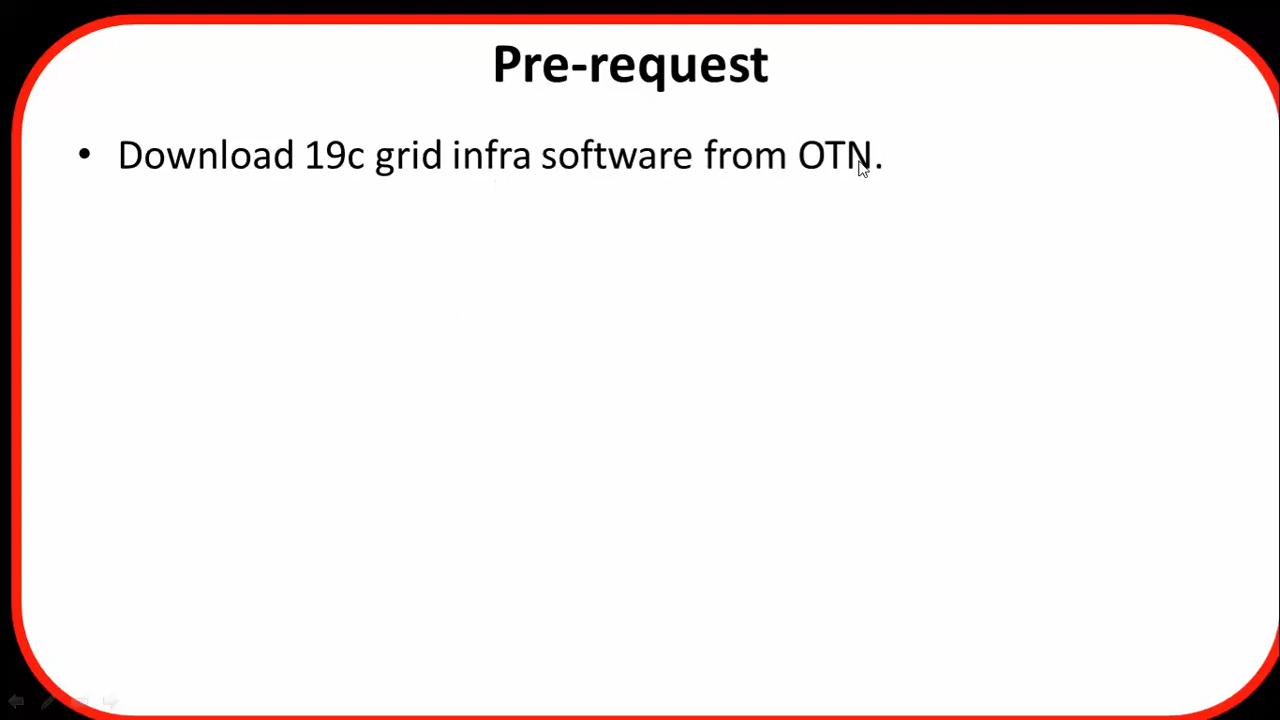 Pre-request
• Download 19c grid infra software from OTN.